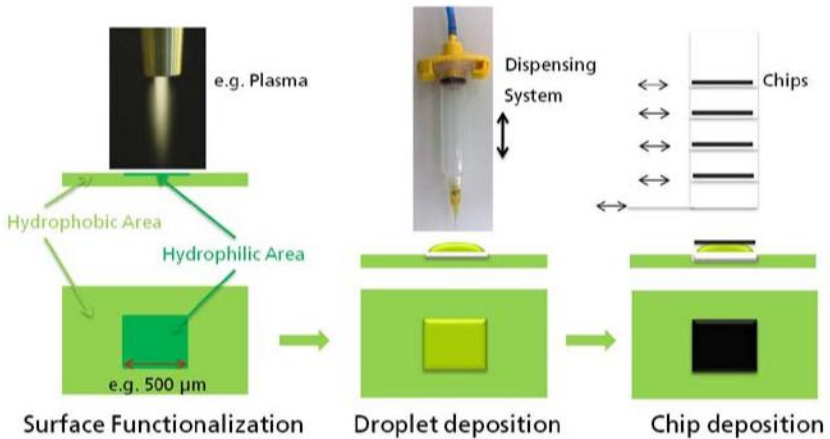 e.g. Plasma
Dispensing
System
Chips
Hydrophobic Area
Hydrophilic Area
e.g. 500 µm
Surface Functionalization
Droplet deposition
Chip deposition